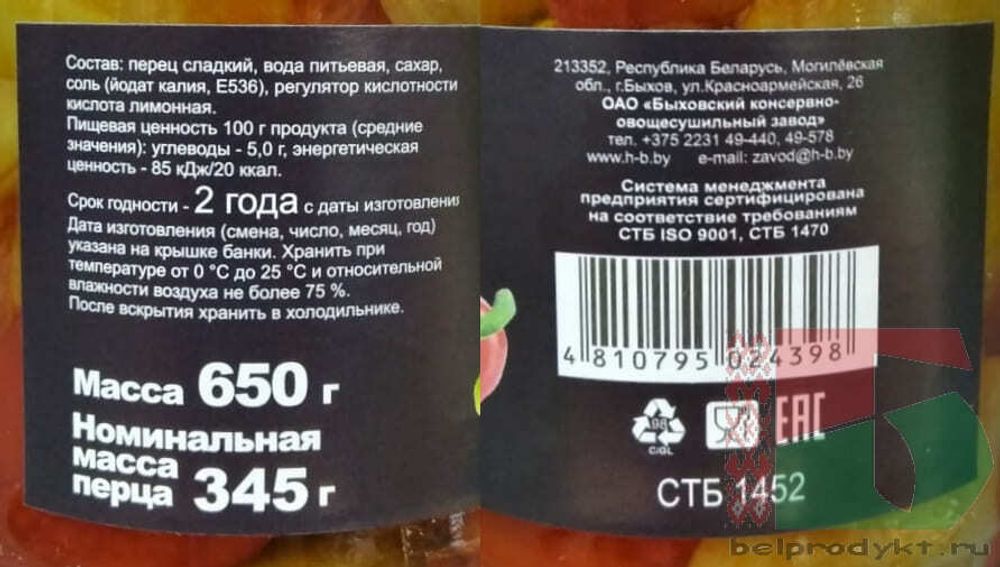 Состав: перец сладкий, вода питьевая, сахар,
соль (йодат калия, Е536), регулятор кислотности
кислота лимонная.
Пищевая ценность 100 г продукта (средние
значения): углеводы - 5,0 г, энергетическая
ценность - 85 кДж/20 ккал.
Срок годности - 2 года с даты изготовлени
Дата изготовления (смена, число, месяц, год)
указана на крышке банки. Хранить при
температуре от 0 °С до 25 °С и относительной
влажности воздуха не более 75 %.
После вскрытия хранить в холодильнике.
Масса 650 г
Номинальная
масса
перца 345 г
213352, Республика Беларусь, Могилёвская
обл., г.Быхов, ул.Красноармейская, 26
ОАО «Быховский консервно-
овощесушильный завод»
тел. +375 2231 49-440, 49-578
www.h-b.by e-mail: zavod@h-b.by
Система менеджмента
предприятия сертифицирована
на соответствие требованиям
СТБ ISO 9001, СТБ 1470
4 810795 024398
98
C/GL
ЕАС
СТБ 1452
belprodykt.ru